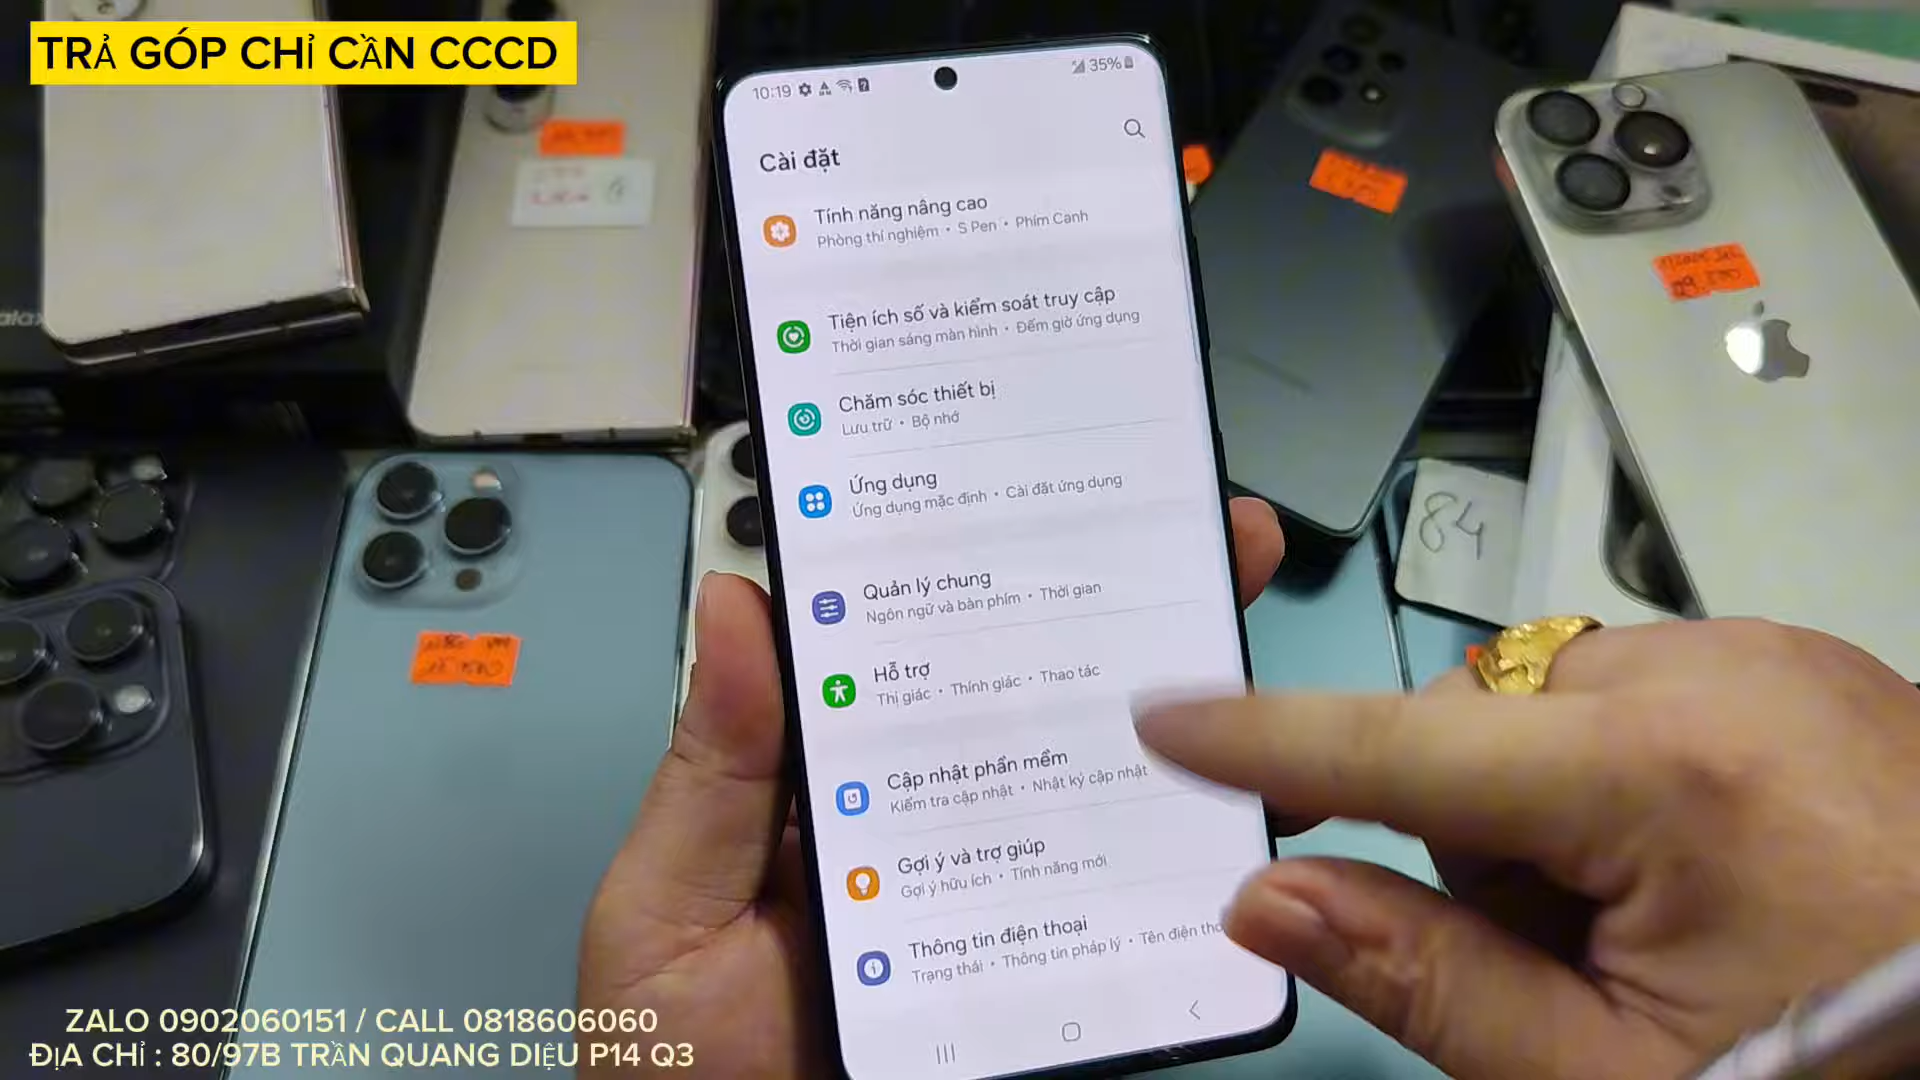 TRẢ GÓP CHỈ CẦN CCCD
10:19
35%
Cài đặt
Tính năng nâng cao
Phòng thí nghiệm • S Pen • Phím Cạnh
Tiện ích số và kiểm soát truy cập
Thời gian sáng màn hình • Đếm giờ ứng dụng
Chăm sóc thiết bị
Lưu trữ • Bộ nhớ
Ứng dụng
Ứng dụng mặc định • Cài đặt ứng dụng
Quản lý chung
Ngôn ngữ và bàn phím • Thời gian
Hỗ trợ
Thị giác • Thính giác • Thao tác
Cập nhật phần mềm
Kiểm tra cập nhật • Nhật ký cập nhật
Gợi ý và trợ giúp
Gợi ý hữu ích • Tính năng mới
Thông tin điện thoại
Trạng thái • Thông tin pháp lý • Tên điện tho
84
ZALO 0902060151 / CALL 0818606060
ĐỊA CHỈ : 80/97B TRẦN QUANG DIỆU P14 Q3